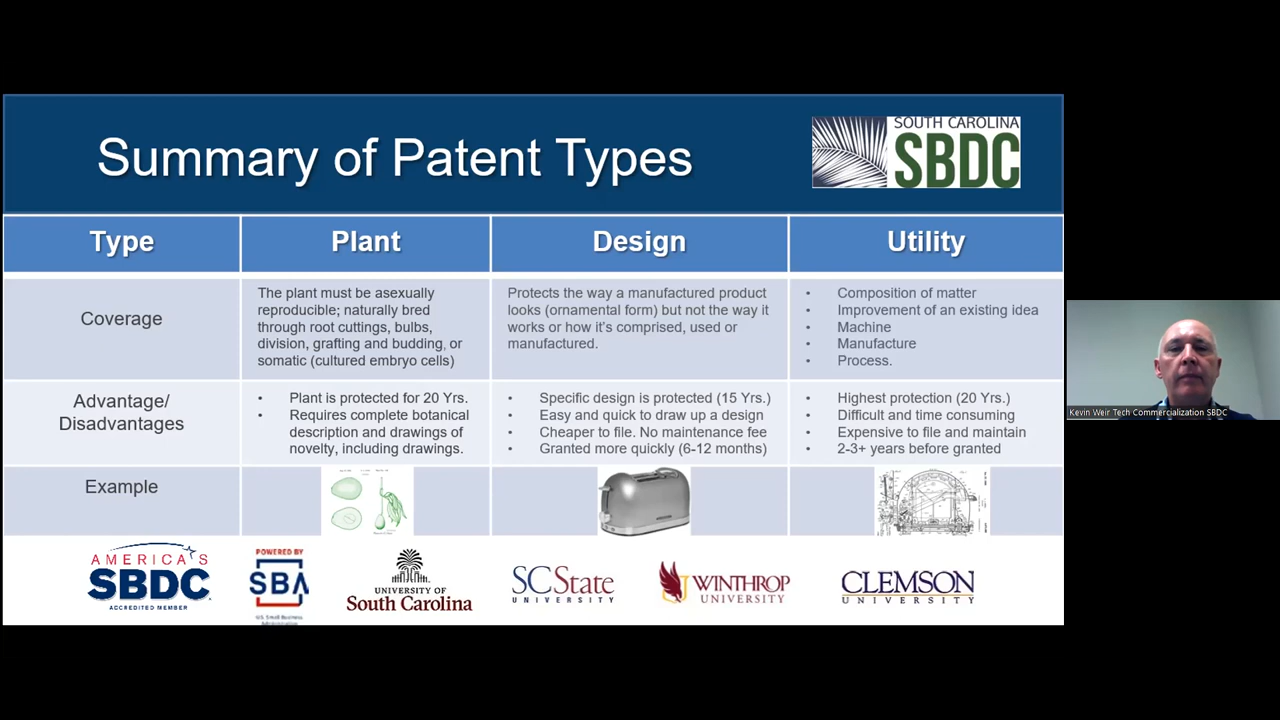 Summary of Patent Types
SOUTH CAROLINA
SBDC
Type
Plant
Design
Utility
Coverage
The plant must be asexually
reproducible; naturally bred
through root cuttings, bulbs,
division, grafting and budding, or
somatic (cultured embryo cells)
Protects the way a manufactured product
looks (ornamental form) but not the way it
works or how it's comprised, used or
manufactured.
• Composition of matter
• Improvement of an existing idea
• Machine
• Manufacture
• Process.
Advantage/
Disadvantages
• Plant is protected for 20 Yrs.
• Requires complete botanical
description and drawings of
novelty, including drawings.
• Specific design is protected (15 Yrs.)
• Easy and quick to draw up a design
• Cheaper to file. No maintenance fee
• Granted more quickly (6-12 months)
• Highest protection (20 Yrs.)
• Difficult and time consuming
• Expensive to file and maintain
• 2-3+ years before granted
Example
AMERICA'S
SBDC
ACCREDITED MEMBER
POWERED BY
SBA
U.S. Small Business
Administration
UNIVERSITY OF
South Carolina
SC State
UNIVERSITY
WINTHROP
UNIVERSITY
CLEMSON
UNIVERSITY
Kevin Weir Tech Commercialization SBDC